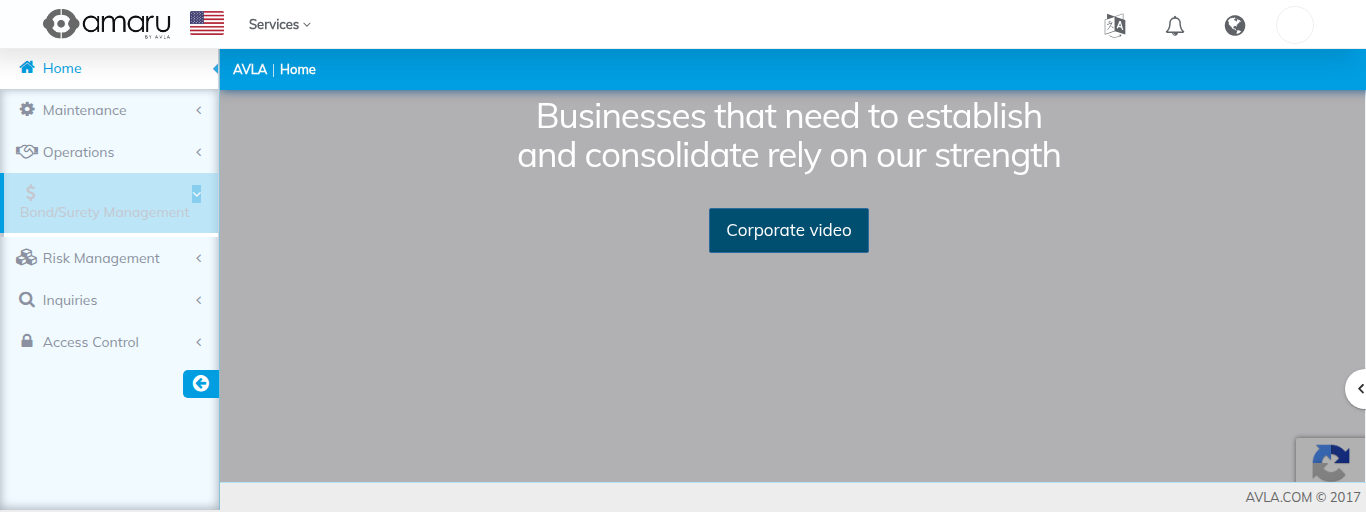 amaru
BY AVLA
Services
Home
Maintenance
Operations
$
Bond/Surety Management
Risk Management
Inquiries
Access Control
AVLA | Home
Businesses that need to establish
and consolidate rely on our strength
Corporate video
AVLA.COM © 2017